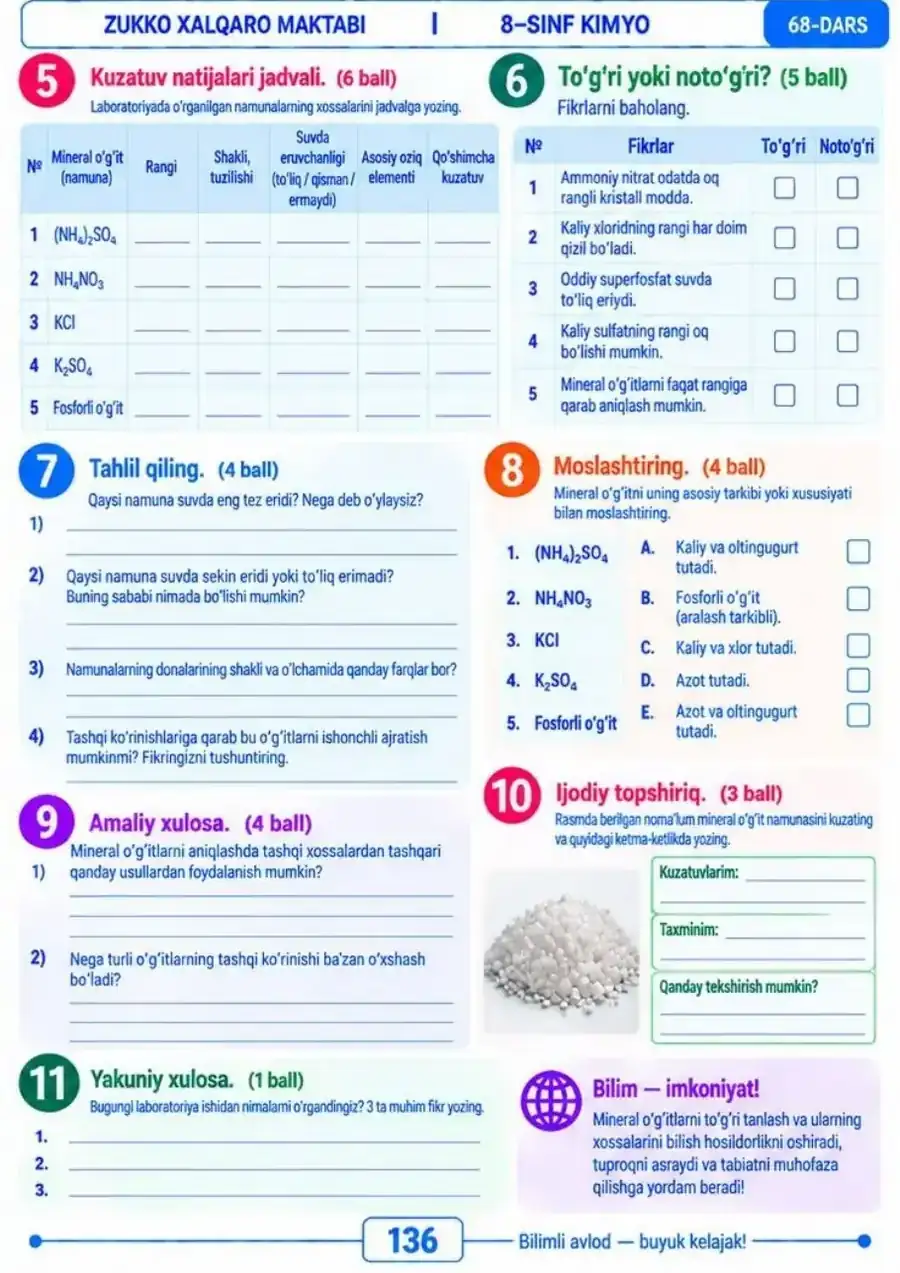 ZUKKO XALQARO MAKTABI | 8–SINF KIMYO 68-DARS
5 Kuzatuv natijalari jadvali. (6 ball)
Laboratoriyada o'rganilgan namunalarning xossalarini jadvalga yozing.
№ Mineral o'g'it (namuna) Rangi Shakli, tuzilishi Suvda eruvchanligi (to'liq / qisman / ermaydi) Asosiy oziq elementi Qo'shimcha kuzatuv
1 (NH₄)₂SO₄
2 NH₄NO₃
3 KCl
4 K₂SO₄
5 Fosforli o'g'it
6 To'g'ri yoki noto'g'ri? (5 ball)
Fikrlarni baholang.
№ Fikrlar To'g'ri Noto'g'ri
1 Ammoniy nitrat odatda oq
rangli kristall modda.
2 Kaliy xloridning rangi har doim
qizil bo'ladi.
3 Oddiy superfosfat suvda
to'liq eriydi.
4 Kaliy sulfatning rangi oq
bo'lishi mumkin.
5 Mineral o'g'itlarni faqat rangiga
qarab aniqlash mumkin.
7 Tahlil qiling. (4 ball)
Qaysi namuna suvda eng tez eridi? Nega deb o'ylaysiz?
1)
2) Qaysi namuna suvda sekin eridi yoki to'liq erimadi?
Buning sababi nimada bo'lishi mumkin?
3) Namunalarning donalarining shakli va o'lchamida qanday farqlar bor?
4) Tashqi ko'rinishlariga qarab bu o'g'itlarni ishonchli ajratish
mumkinmi? Fikringizni tushuntiring.
8 Moslashtiring. (4 ball)
Mineral o'g'itni uning asosiy tarkibi yoki xususiyati
bilan moslashtiring.
1. (NH₄)₂SO₄
2. NH₄NO₃
3. KCl
4. K₂SO₄
5. Fosforli o'g'it
A. Kaliy va oltingugurt
tutadi.
B. Fosforli o'g'it
(aralash tarkibli).
C. Kaliy va xlor tutadi.
D. Azot tutadi.
E. Azot va oltingugurt
tutadi.
9 Amaliy xulosa. (4 ball)
Mineral o'g'itlarni aniqlashda tashqi xossalardan tashqari
1) qanday usullardan foydalanish mumkin?
2) Nega turli o'g'itlarning tashqi ko'rinishi ba'zan o'xshash
bo'ladi?
10 Ijodiy topshiriq. (3 ball)
Rasmda berilgan noma'lum mineral o'g'it namunasini kuzating
va quyidagi ketma-ketlikda yozing.
Kuzatuvlarim:
Taxminim:
Qanday tekshirish mumkin?
11 Yakuniy xulosa. (1 ball)
Bugungi laboratoriya ishidan nimalarni o'rgandingiz? 3 ta muhim fikr yozing.
1.
2.
3.
Bilim — imkoniyat!
Mineral o'g'itlarni to'g'ri tanlash va ularning
xossalarini bilish hosildorlikni oshiradi,
tuproqni asraydi va tabiatni muhofaza
qilishga yordam beradi!
136
Bilimli avlod — buyuk kelajak!